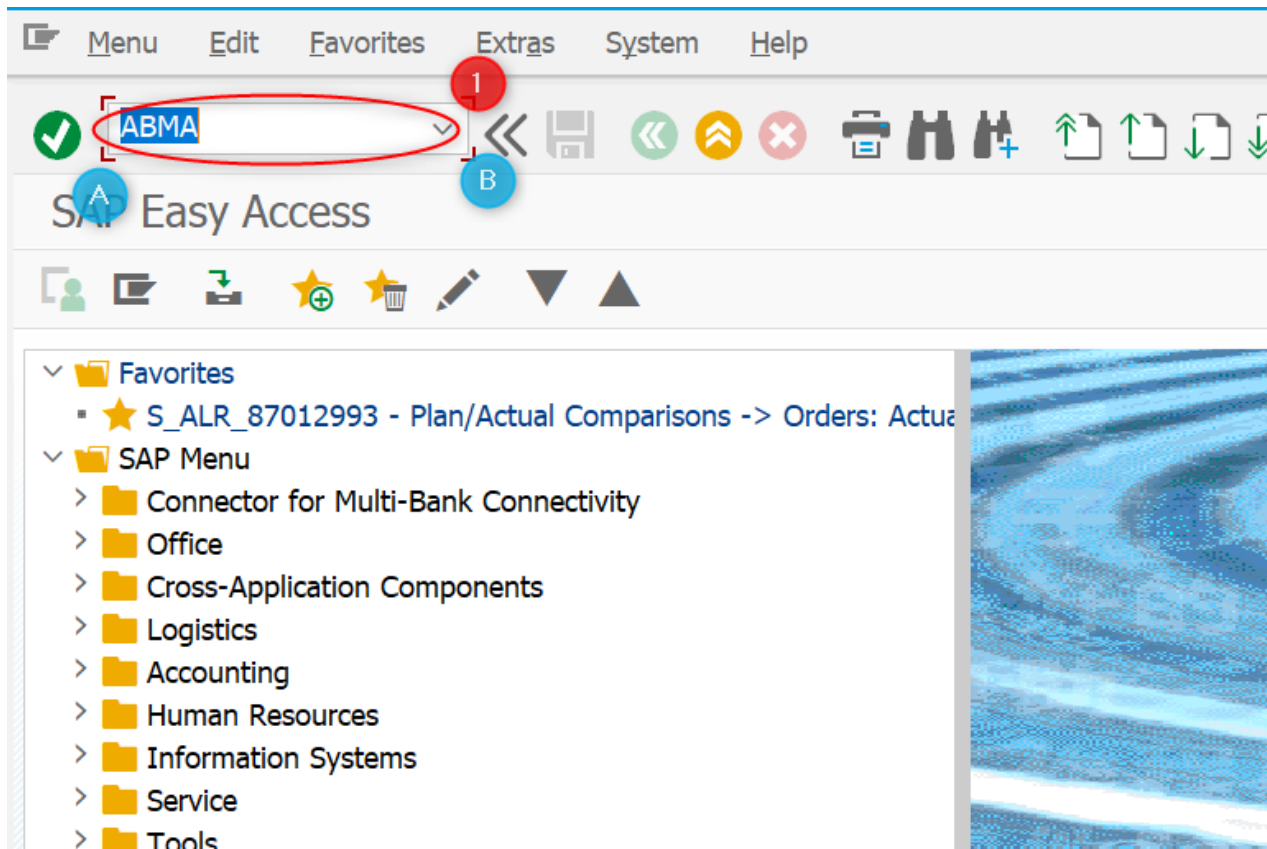 Menu Edit Favorites Extras System Help
1
ABMA
A
B
SAP Easy Access
Favorites
S_ALR_87012993 - Plan/Actual Comparisons -> Orders: Actua
SAP Menu
Connector for Multi-Bank Connectivity
Office
Cross-Application Components
Logistics
Accounting
Human Resources
Information Systems
Service
Tools